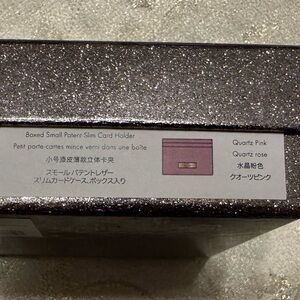 Boxed Small Patent Slim Card Holder
Petit porte-cartes mince verni dans une boîte
小号漆皮薄款立体卡夹
スモール パテントレザー
スリムカードケース、ボックス入り
Quartz Pink
Quartz rose
水晶粉色
クオーツピンク